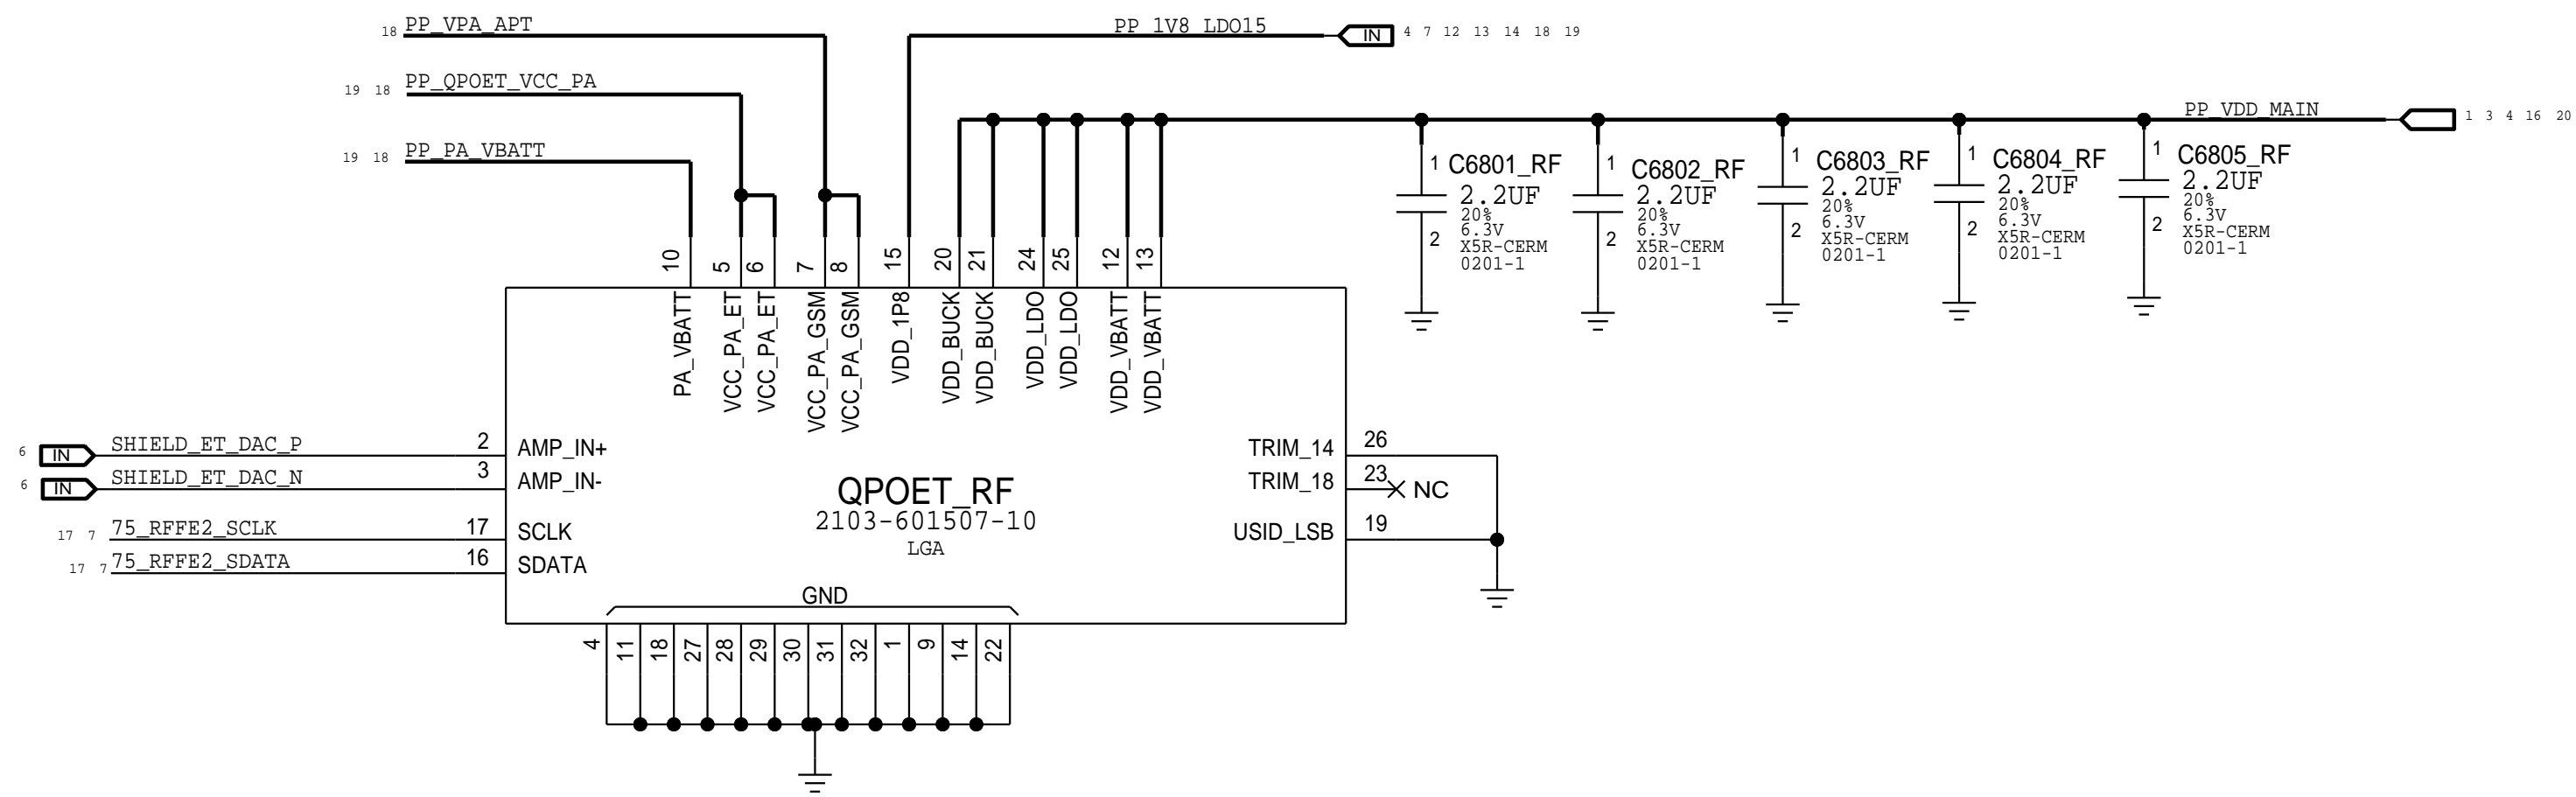 18 PP_VPA_APT
PP_1V8_LDO15 IN 4 7 12 13 14 18 19
19 18 PP_QPOET_VCC_PA
PP_VDD_MAIN 1 3 4 16 20
19 18 PP_PA_VBATT
1 C6801_RF
2.2UF
20%
6.3V
2 X5R-CERM
0201-1
1 C6802_RF
2.2UF
20%
6.3V
2 X5R-CERM
0201-1
1 C6803_RF
2.2UF
20%
6.3V
2 X5R-CERM
0201-1
1 C6804_RF
2.2UF
20%
6.3V
2 X5R-CERM
0201-1
1 C6805_RF
2.2UF
20%
6.3V
2 X5R-CERM
0201-1
10 5 6 7 8 15 20 21 24 25 12 13
PA_VBATT
VCC_PA_ET
VCC_PA_ET
VCC_PA_GSM
VCC_PA_GSM
VDD_1P8
VDD_BUCK
VDD_BUCK
VDD_LDO
VDD_LDO
VDD_VBATT
VDD_VBATT
6 IN SHIELD_ET_DAC_P 2 AMP_IN+
6 IN SHIELD_ET_DAC_N 3 AMP_IN-
17 7 75_RFFE2_SCLK 17 SCLK
17 7 75_RFFE2_SDATA 16 SDATA
QPOET_RF
2103-601507-10
LGA
TRIM_14 26
TRIM_18 23 NC
USID_LSB 19
GND
4 11 18 27 28 29 30 31 32 1 9 14 22